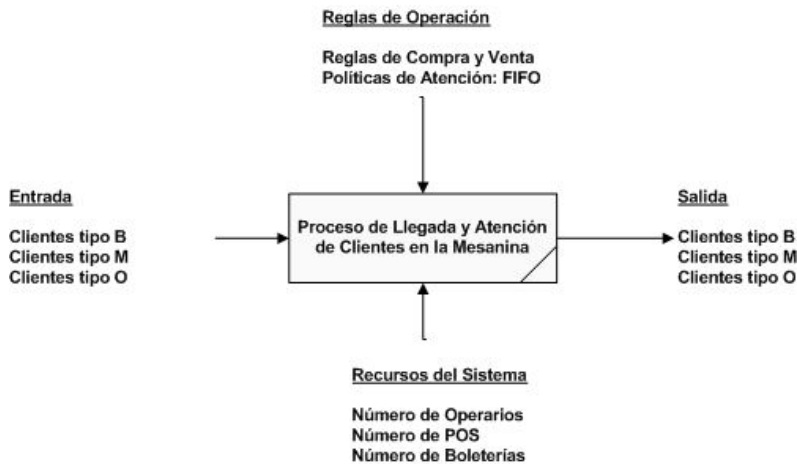 Reglas de Operación
Reglas de Compra y Venta
Políticas de Atención: FIFO
Entrada
Clientes tipo B
Clientes tipo M
Clientes tipo O
Proceso de Llegada y Atención
de Clientes en la Mesanina
Salida
Clientes tipo B
Clientes tipo M
Clientes tipo O
Recursos del Sistema
Número de Operarios
Número de POS
Número de Boleterías